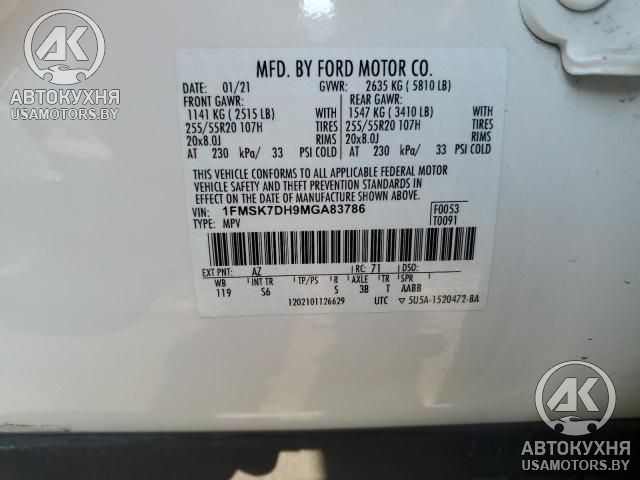 AK
АВТОКУХНЯ
USAMOTORS.BY
MFD. BY FORD MOTOR CO.
DATE: 01/21 GVWR: 2635 KG ( 5810 LB)
FRONT GAWR: REAR GAWR:
1141 KG ( 2515 LB) WITH 1547 KG ( 3410 LB) WITH
255/55R20 107H TIRES 255/55R20 107H TIRES
20x8.0J RIMS 20x8.0J RIMS
AT 230 kPa/ 33 PSI COLD AT 230 kPa/ 33 PSI COLD
THIS VEHICLE CONFORMS TO ALL APPLICABLE FEDERAL MOTOR
VEHICLE SAFETY AND THEFT PREVENTION STANDARDS IN
EFFECT ON THE DATE OF MANUFACTURE SHOWN ABOVE.
VIN: 1FMSK7DH9MGA83786 F0053
TYPE: MPV T0091
EXT PNT: AZ RC: 71 DSO:
WB INT TR TP/PS R AXLE TR SPR
119 S6 S 3B T AABB
1202101126629 UTC ▽ 5U5A-1520472-BA
AK
АВТОКУХНЯ
USAMOTORS.BY